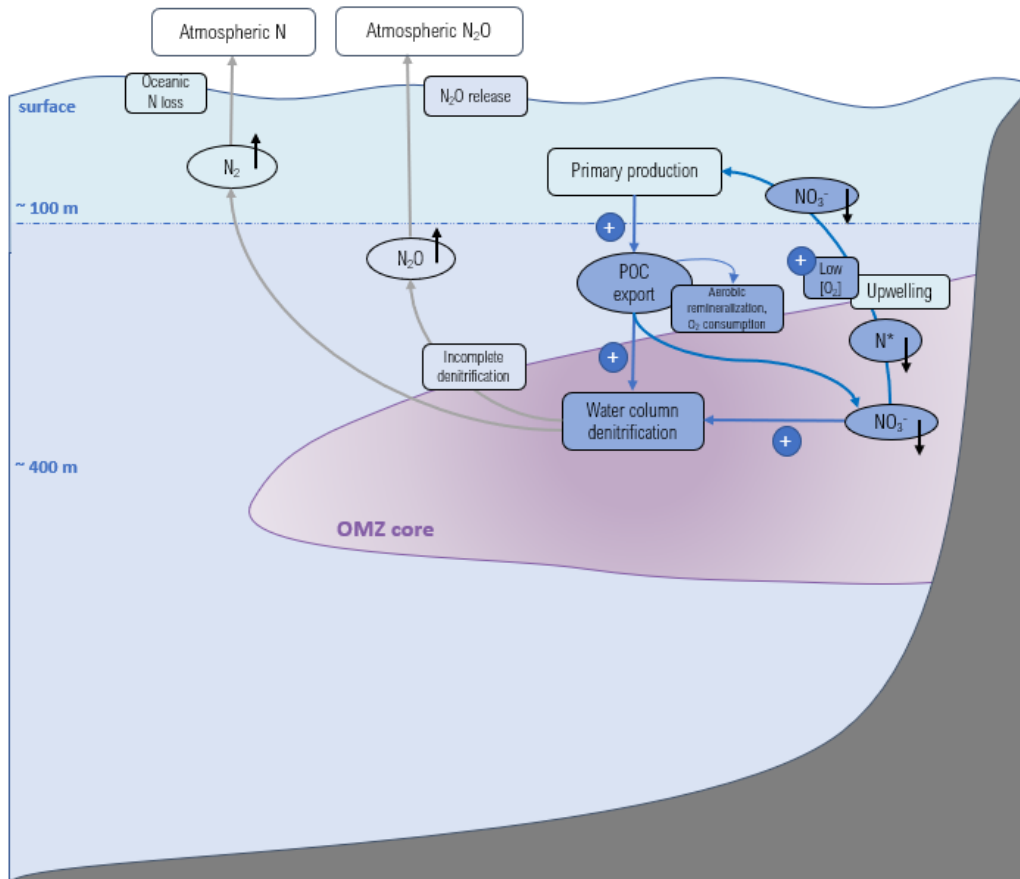 Atmospheric N
Atmospheric N₂O
Oceanic
N loss
N₂O release
surface
N₂
Primary production
NO₃⁻
~ 100 m
+
N₂O
POC
export
+
Low
[O₂]
Upwelling
Aerobic
remineralization,
O₂ consumption
N*
Incomplete
denitrification
+
Water column
denitrification
NO₃⁻
+
~ 400 m
OMZ core